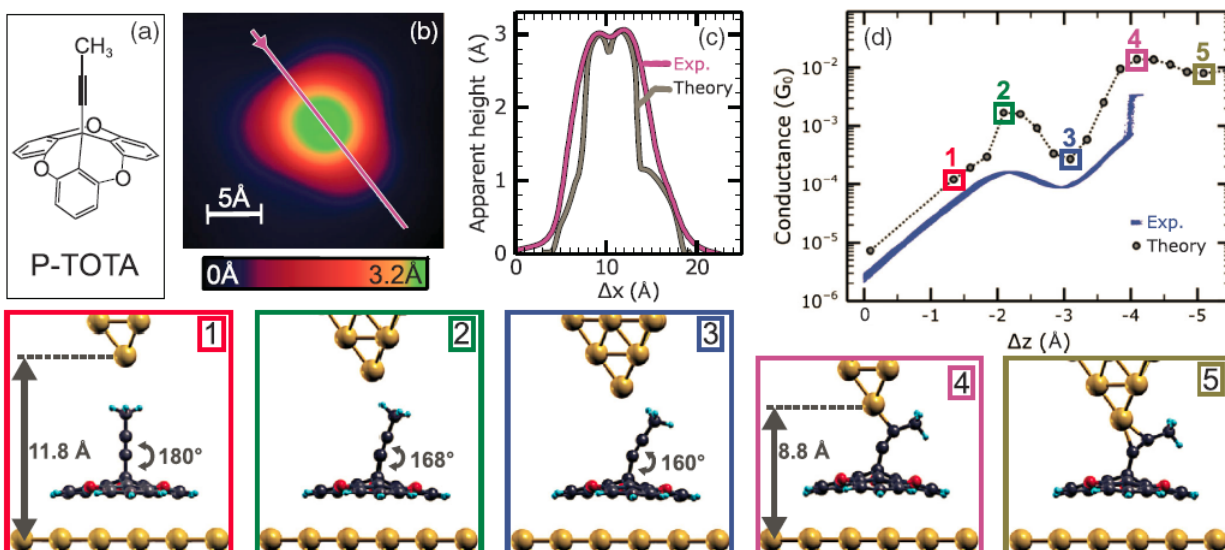 (a)
CH₃
O
O
O
P-TOTA
(b)
5Å
0Å 3.2Å
(c)
Apparent height (Å)
3
2
1
0
Exp.
Theory
0 10 20
Δx (Å)
(d)
Conductance (G₀)
10⁻²
10⁻³
10⁻⁴
10⁻⁵
10⁻⁶
1
2
3
4
5
Exp.
Theory
0 -1 -2 -3 -4 -5
Δz (Å)
1
11.8 Å
180°
2
168°
3
160°
4
8.8 Å
5